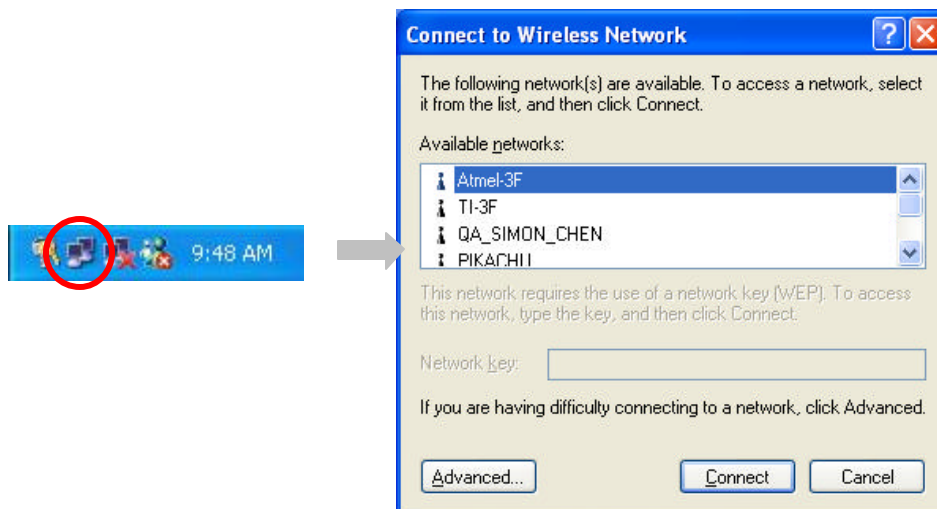 Connect to Wireless Network
The following network(s) are available. To access a network, select
it from the list, and then click Connect.
Available networks:
Atmel-3F
TI-3F
QA_SIMON_CHEN
PIKACHU
This network requires the use of a network key (WEP). To access
this network, type the key, and then click Connect.
Network key:
If you are having difficulty connecting to a network, click Advanced.
Advanced...
Connect
Cancel
9:48 AM